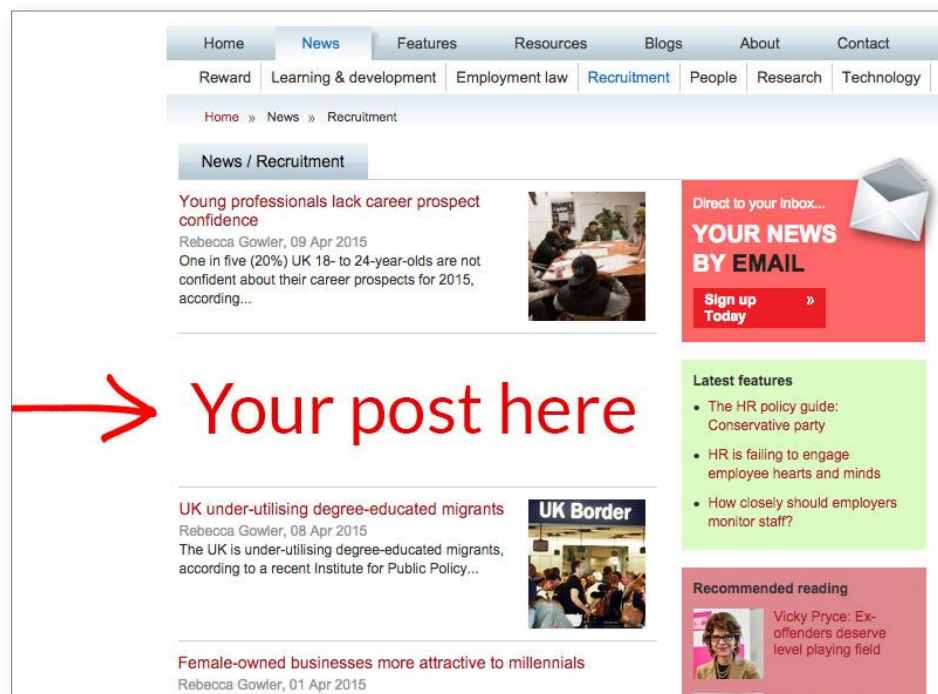 Home News Features Resources Blogs About Contact
Reward Learning & development Employment law Recruitment People Research Technology
Home » News » Recruitment
News / Recruitment
Young professionals lack career prospect
confidence
Rebecca Gowler, 09 Apr 2015
One in five (20%) UK 18- to 24-year-olds are not
confident about their career prospects for 2015,
according...
Your post here
UK under-utilising degree-educated migrants
Rebecca Gowler, 08 Apr 2015
The UK is under-utilising degree-educated migrants,
according to a recent Institute for Public Policy...
UK Border
Female-owned businesses more attractive to millennials
Rebecca Gowler, 01 Apr 2015
Direct to your inbox...
YOUR NEWS
BY EMAIL
Sign up »
Today
Latest features
• The HR policy guide:
Conservative party
• HR is failing to engage
employee hearts and minds
• How closely should employers
monitor staff?
Recommended reading
Vicky Pryce: Ex-
offenders deserve
level playing field